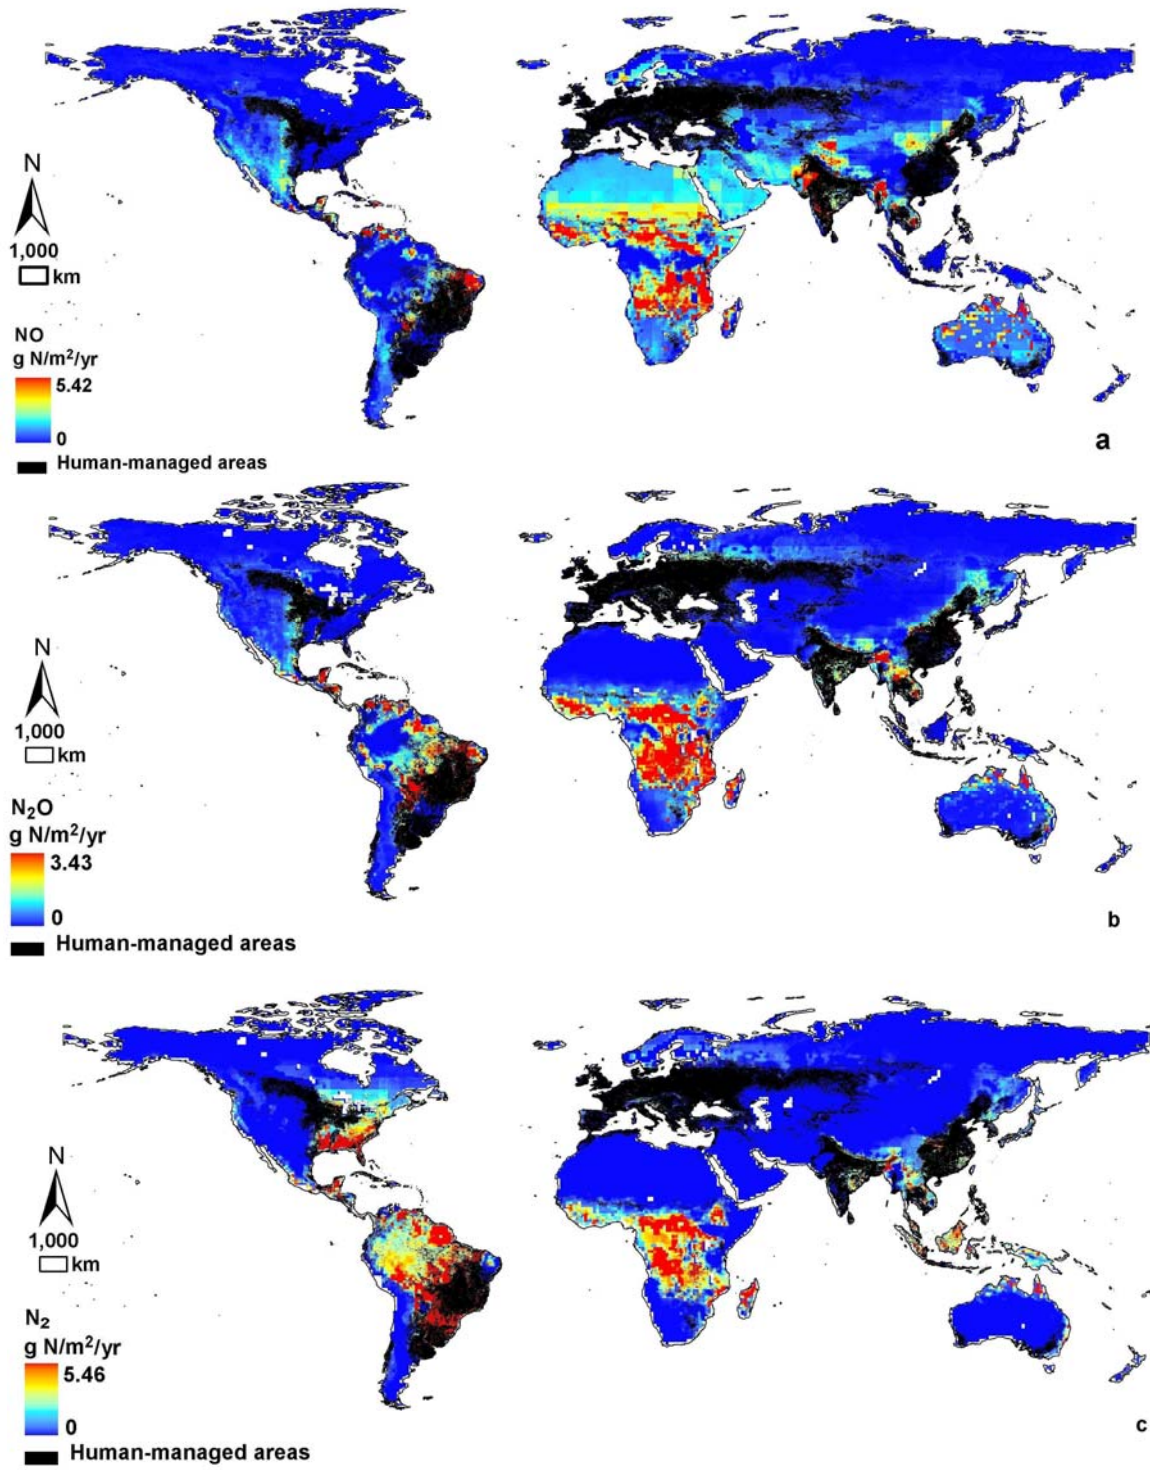 N
1,000
km
NO
g N/m²/yr
5.42
0
Human-managed areas
a
N
1,000
km
N₂O
g N/m²/yr
3.43
0
Human-managed areas
b
N
1,000
km
N₂
g N/m²/yr
5.46
0
Human-managed areas
c